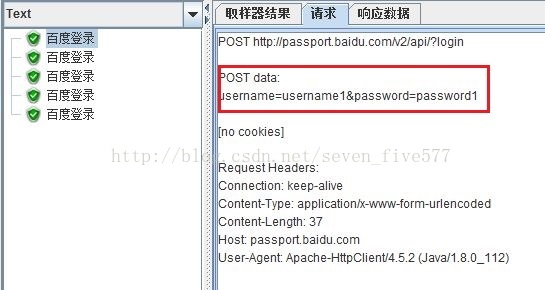 Text
百度登录
百度登录
百度登录
百度登录
百度登录
取样器结果 请求 响应数据
POST http://passport.baidu.com/v2/api/?login
POST data:
username=username1&password=password1
[no cookies]
http://blog.csdn.net/seven_five577
Request Headers:
Connection: keep-alive
Content-Type: application/x-www-form-urlencoded
Content-Length: 37
Host: passport.baidu.com
User-Agent: Apache-HttpClient/4.5.2 (Java/1.8.0_112)